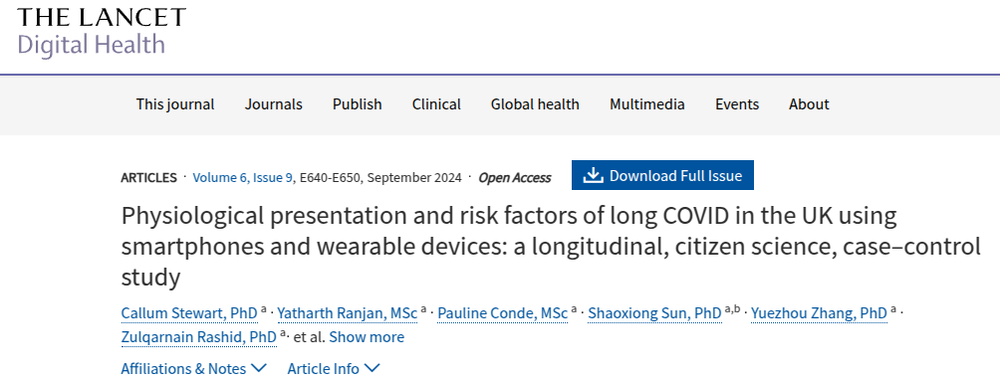 THE LANCET
Digital Health
This journal Journals Publish Clinical Global health Multimedia Events About
ARTICLES · Volume 6, Issue 9, E640-E650, September 2024 · Open Access Download Full Issue
Physiological presentation and risk factors of long COVID in the UK using
smartphones and wearable devices: a longitudinal, citizen science, case–control
study
Callum Stewart, PhD a · Yatharth Ranjan, MSc a · Pauline Conde, MSc a · Shaoxiong Sun, PhD a,b · Yuezhou Zhang, PhD a ·
Zulqarnain Rashid, PhD a · et al. Show more
Affiliations & Notes Article Info